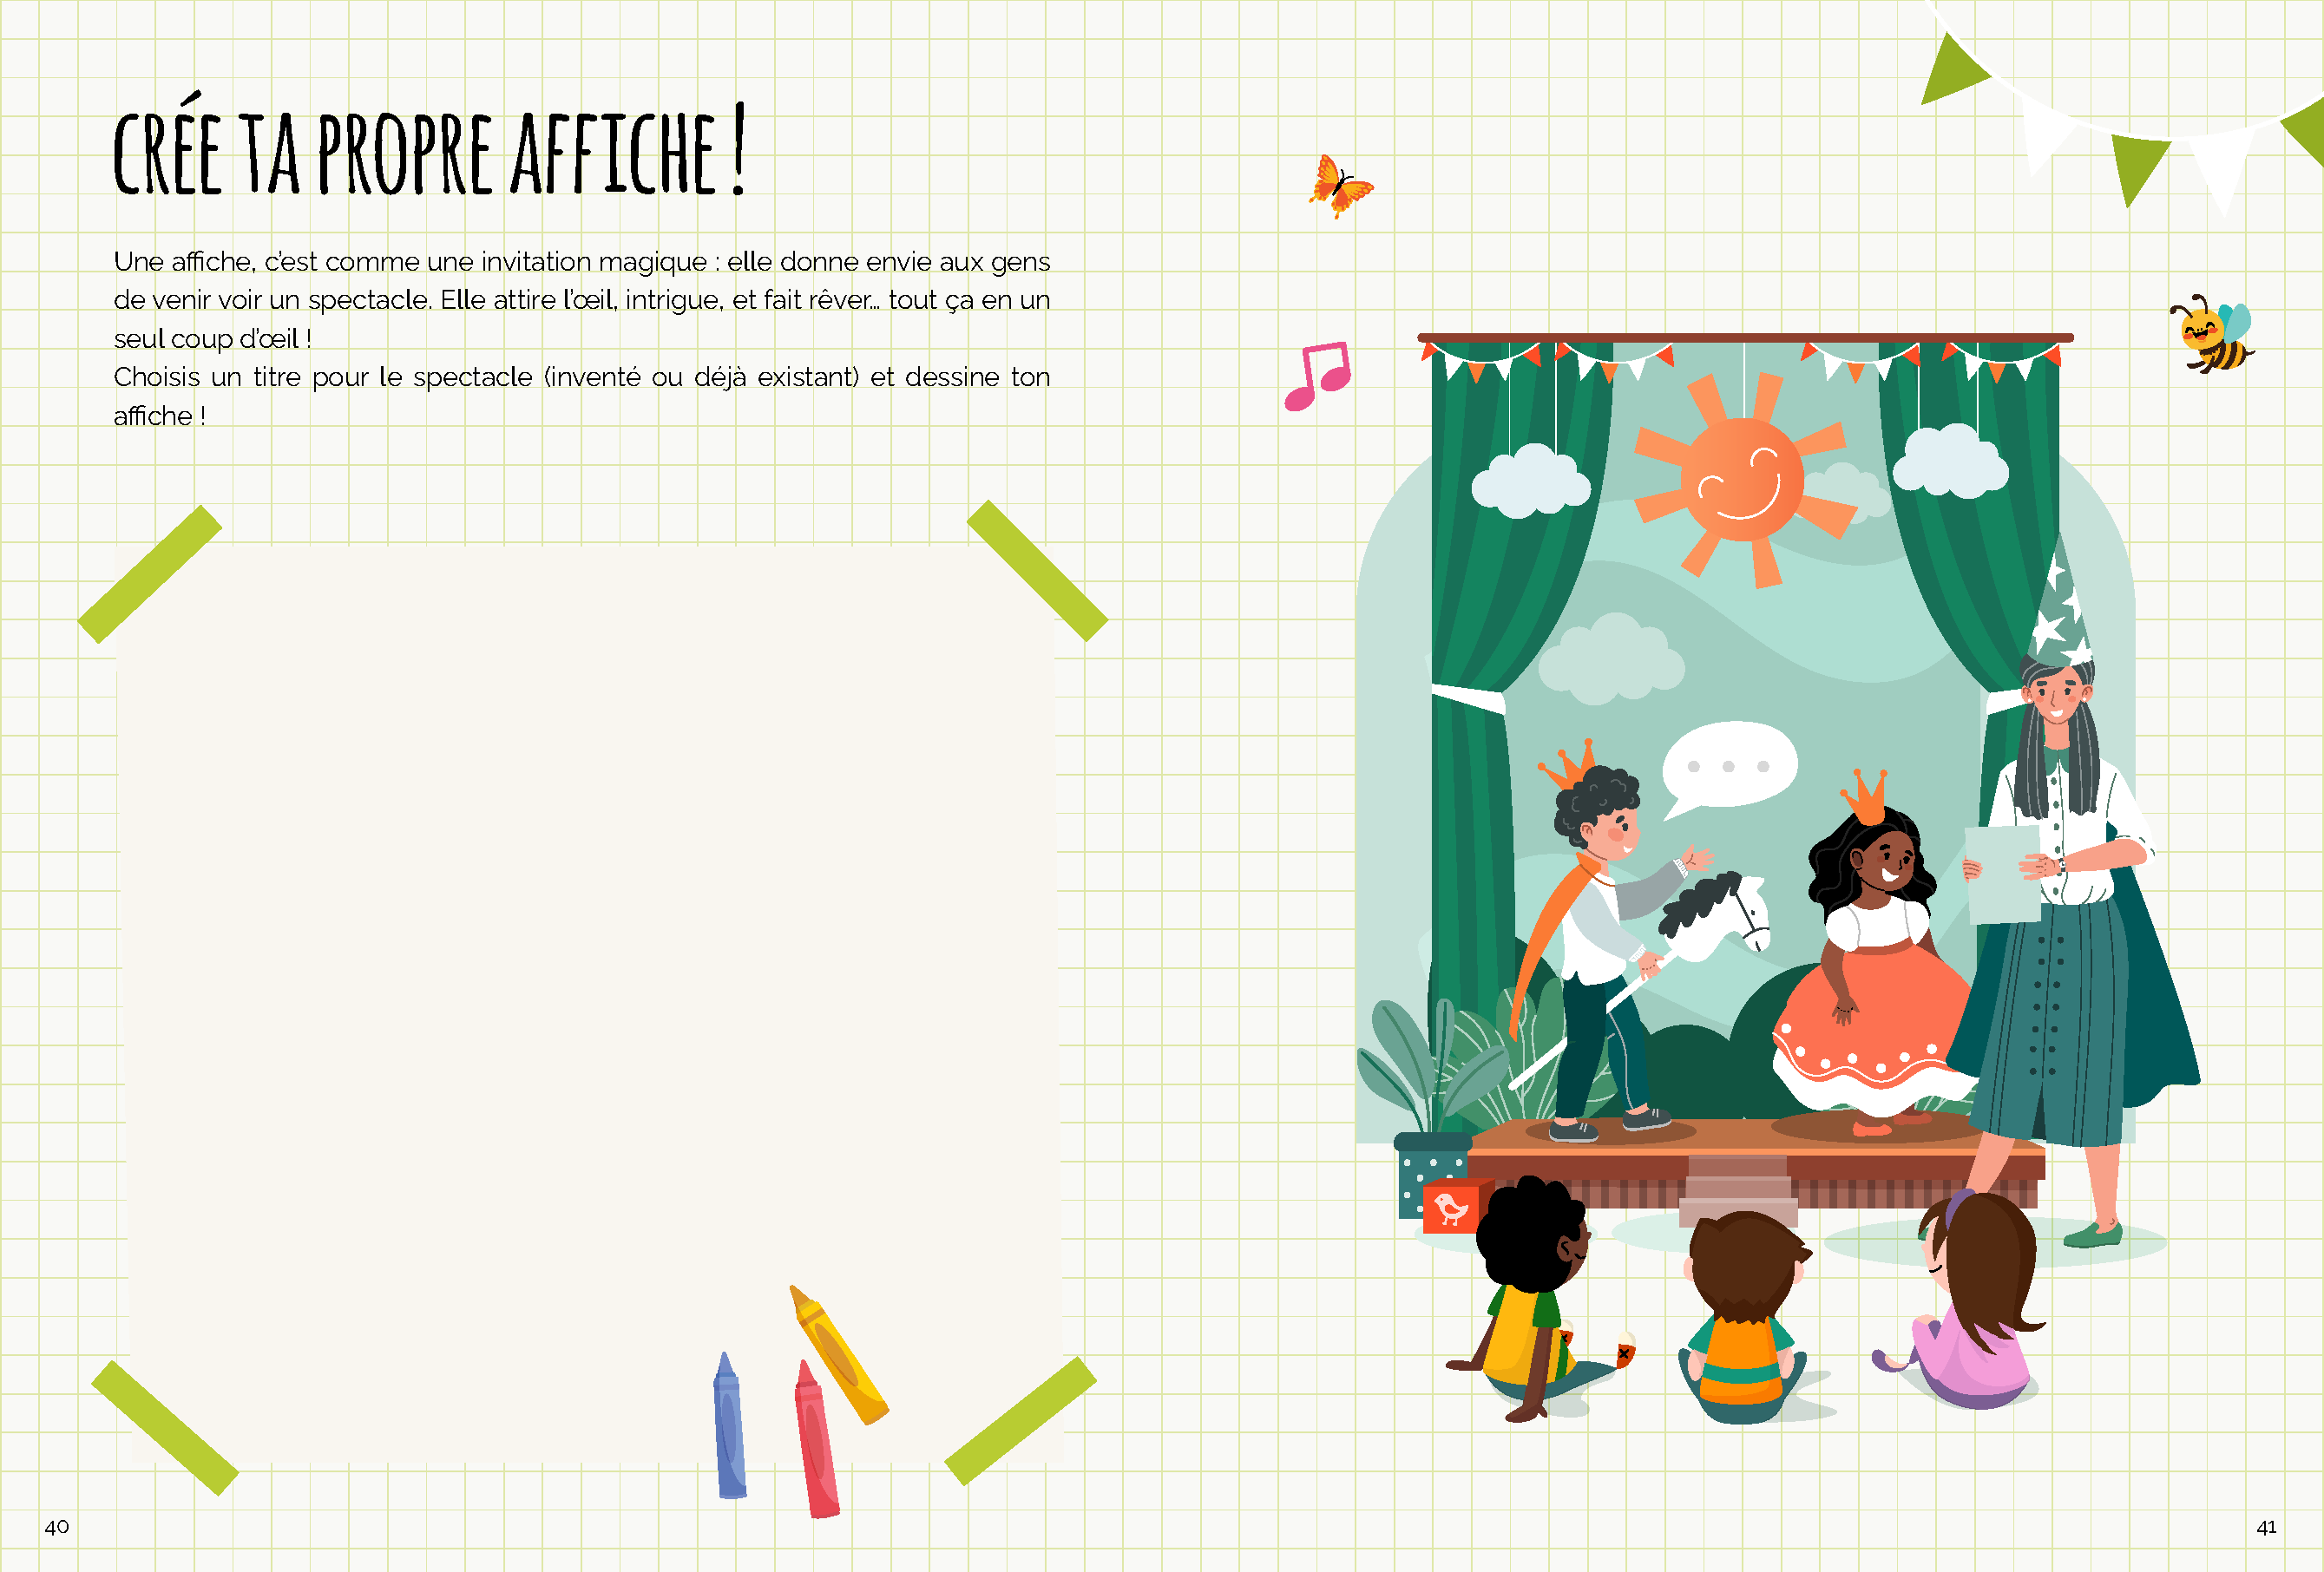 CRÉE TA PROPRE AFFICHE !
Une affiche, c’est comme une invitation magique : elle donne envie aux gens
de venir voir un spectacle. Elle attire l’œil, intrigue, et fait rêver… tout ça en un
seul coup d’œil !
Choisis un titre pour le spectacle (inventé ou déjà existant) et dessine ton
affiche !
40
41